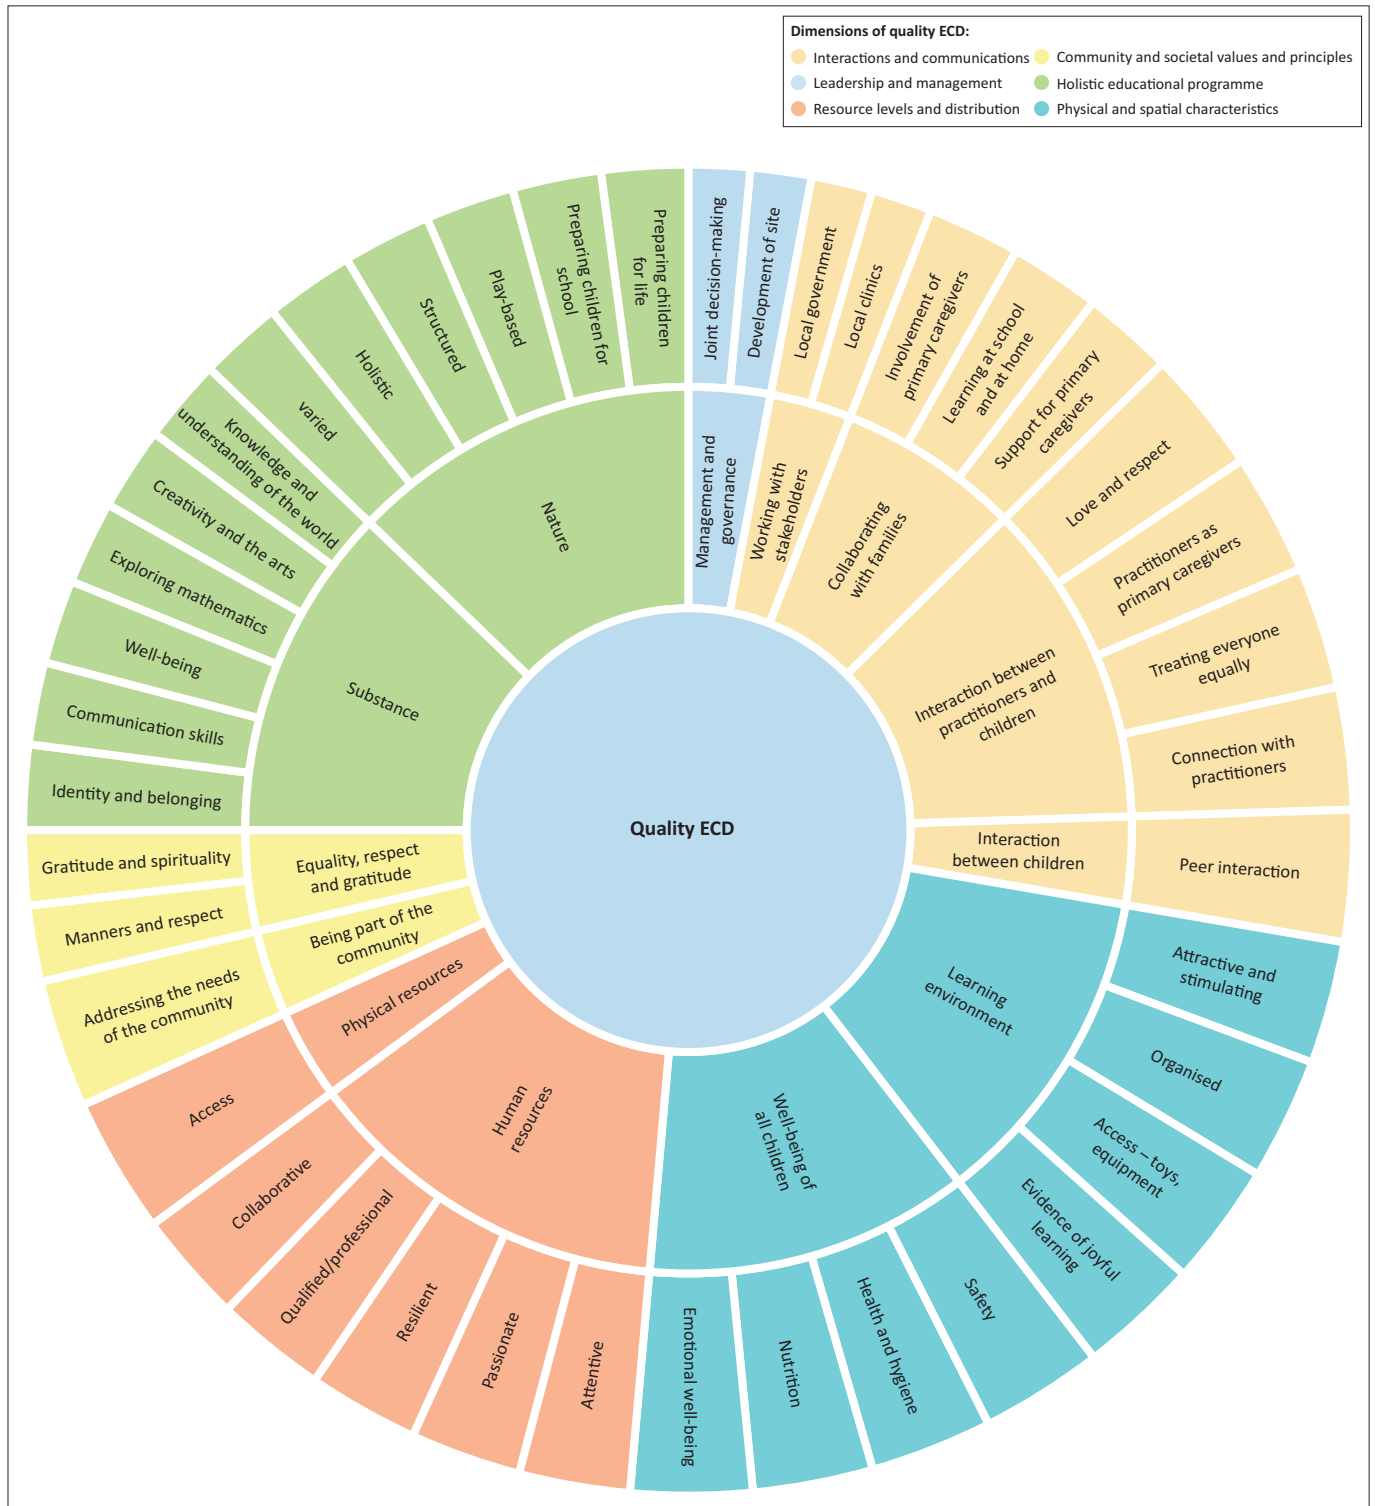 Dimensions of quality ECD:
Interactions and communications
Community and societal values and principles
Leadership and management
Holistic educational programme
Resource levels and distribution
Physical and spatial characteristics
Joint decision-making
Development of site
Local government
Local clinics
Involvement of
primary caregivers
Learning at school
and at home
Support for primary
caregivers
Love and respect
Practitioners as
primary caregivers
Treating everyone
equally
Connection with
practitioners
Peer interaction
Attractive and
stimulating
Organised
Access – toys,
equipment
Evidence of joyful
learning
Safety
Health and hygiene
Nutrition
Emotional well-being
Attentive
Passionate
Resilient
Qualified/professional
Collaborative
Access
Addressing the needs
of the community
Manners and respect
Gratitude and spirituality
Identity and belonging
Communication skills
Well-being
Exploring mathematics
Creativity and the arts
Knowledge and
understanding of the world
varied
Holistic
Structured
Play-based
Preparing children for
school
Preparing children
for life
Management and
governance
Working with
stakeholders
Collaborating
with families
Interaction between
practitioners and
children
Interaction
between children
Learning
environment
Well-being of
all children
Human
resources
Physical resources
Being part of the
community
Equality, respect
and gratitude
Substance
Nature
Quality ECD